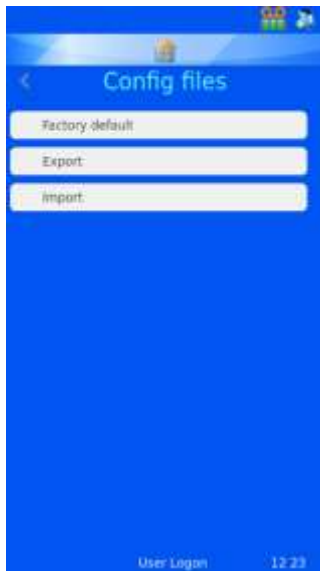 Config files
Factory default
Export
Import
User Logon 12:23